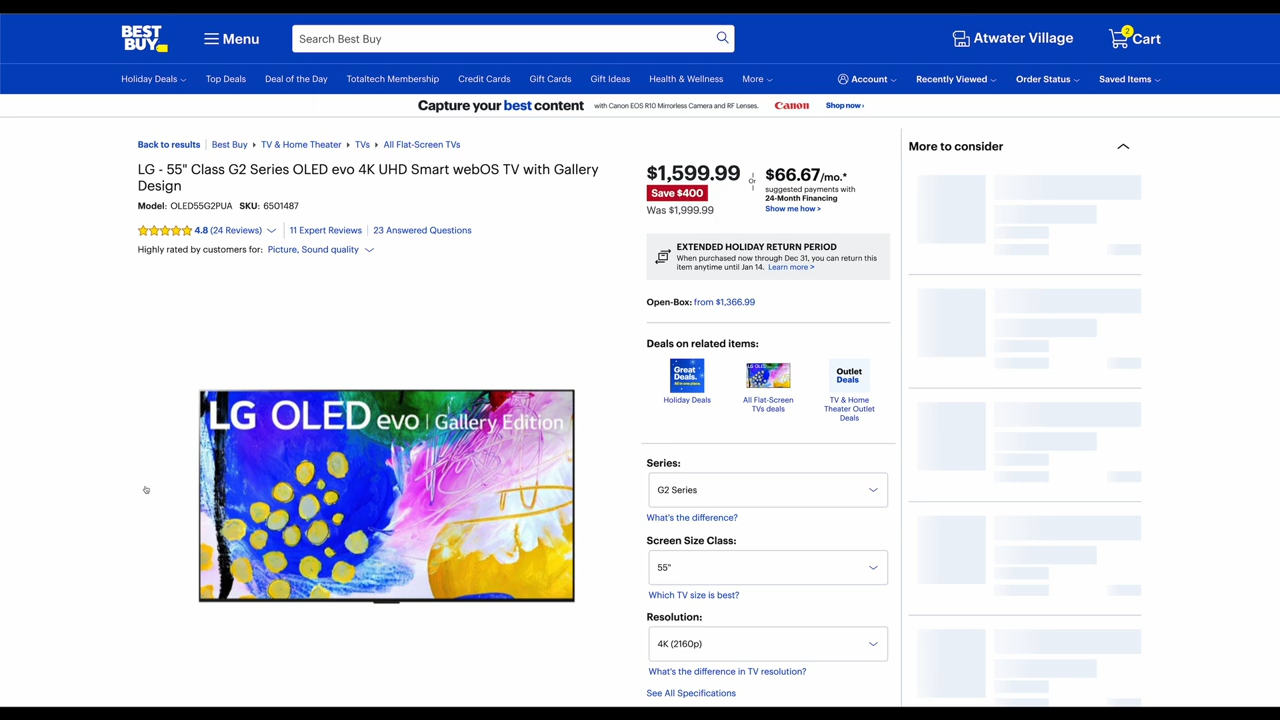 BEST BUY
Menu
Search Best Buy
Atwater Village
2
Cart
Holiday Deals
Top Deals
Deal of the Day
Totaltech Membership
Credit Cards
Gift Cards
Gift Ideas
Health & Wellness
More
Account
Recently Viewed
Order Status
Saved Items
Capture your best content with Canon EOS R10 Mirrorless Camera and RF Lenses. Canon Shop now ›
Back to results
Best Buy
TV & Home Theater
TVs
All Flat-Screen TVs
LG - 55" Class G2 Series OLED evo 4K UHD Smart webOS TV with Gallery
Design
Model: OLED55G2PUA SKU: 6501487
4.8 (24 Reviews)
11 Expert Reviews
23 Answered Questions
Highly rated by customers for: Picture, Sound quality
LG OLED evo | Gallery Edition
$1,599.99
Save $400
Was $1,999.99
Or
$66.67/mo.*
suggested payments with
24-Month Financing
Show me how >
EXTENDED HOLIDAY RETURN PERIOD
When purchased now through Dec 31, you can return this
item anytime until Jan 14. Learn more >
Open-Box: from $1,366.99
Deals on related items:
Great
Deals.
All in one place.
Holiday Deals
LG OLED
All Flat-Screen
TVs deals
Outlet
Deals
TV & Home
Theater Outlet
Deals
Series:
G2 Series
What's the difference?
Screen Size Class:
55"
Which TV size is best?
Resolution:
4K (2160p)
What's the difference in TV resolution?
See All Specifications
More to consider